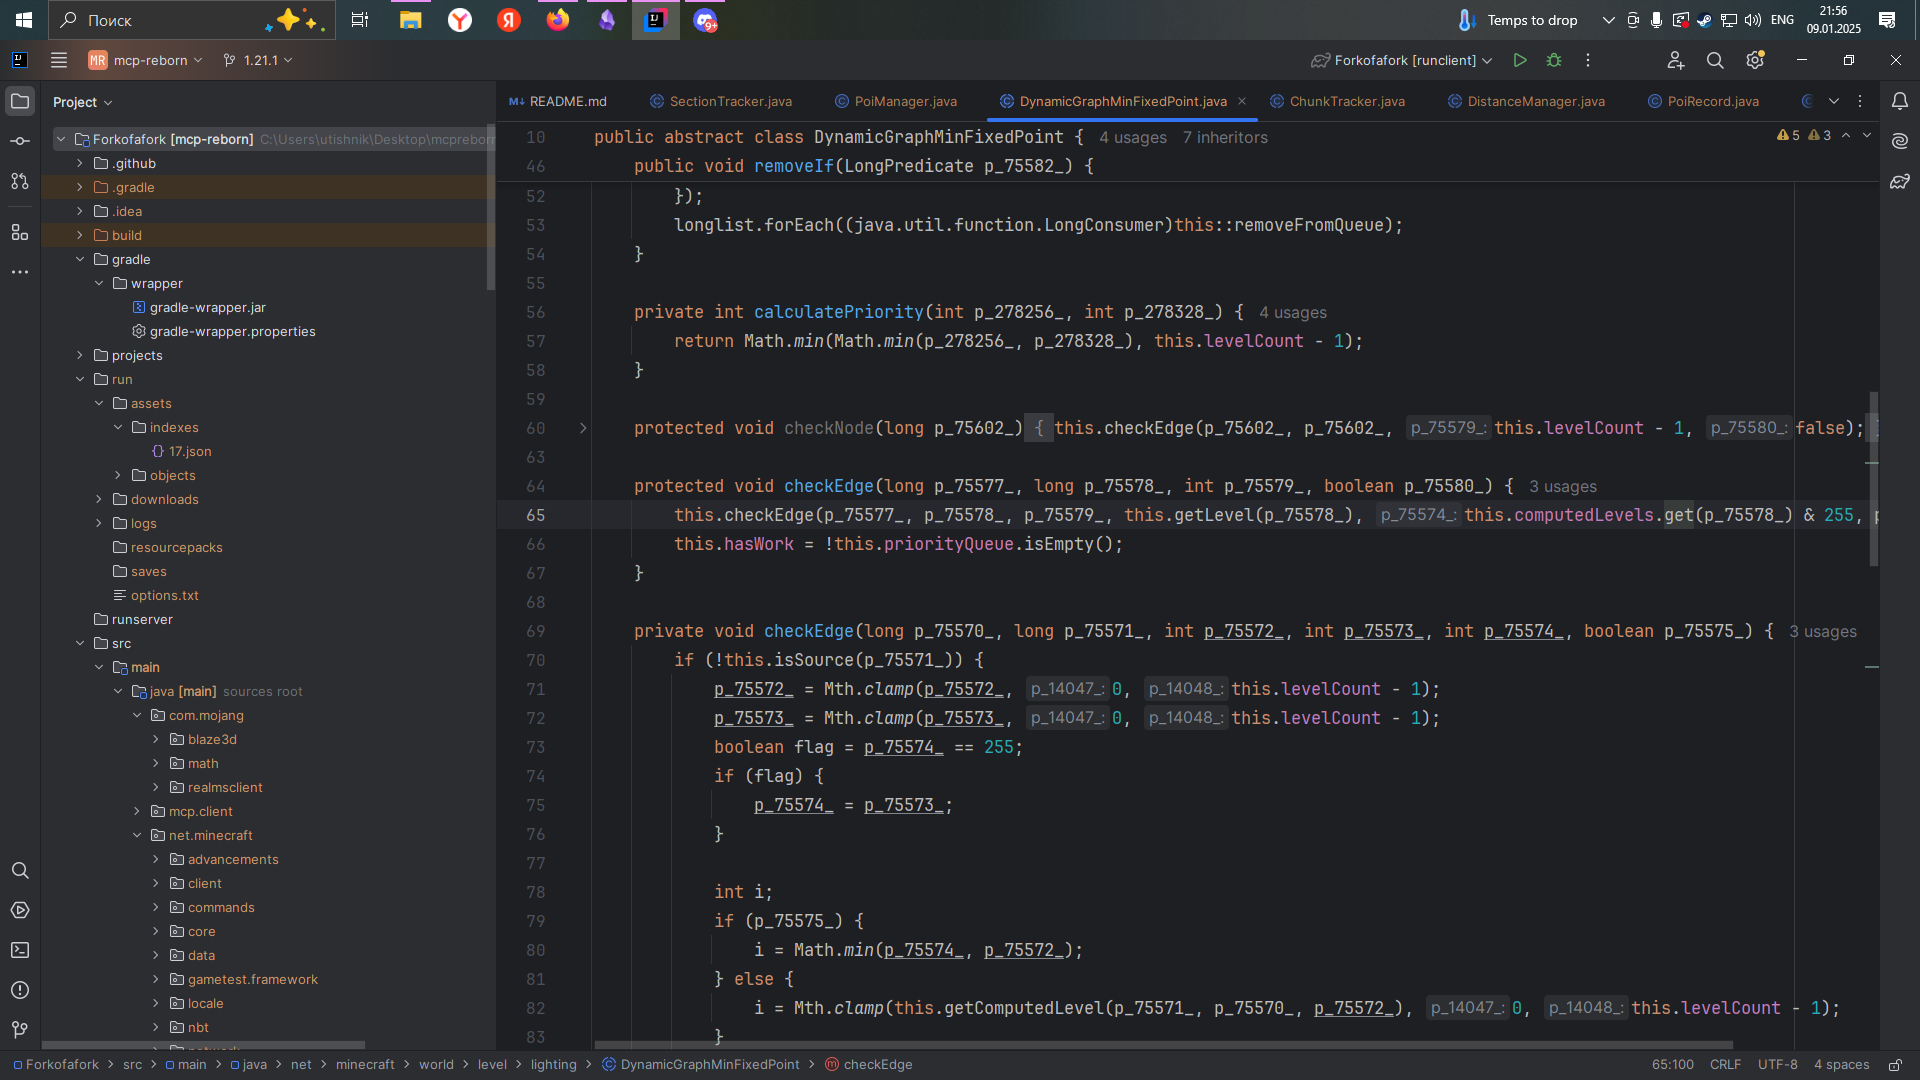 Поиск
Temps to drop
ENG
21:56
09.01.2025
9+
MR mcp-reborn
1.21.1
Forkofafork [runclient]
Project
README.md
SectionTracker.java
PoiManager.java
DynamicGraphMinFixedPoint.java
ChunkTracker.java
DistanceManager.java
PoiRecord.java
Forkofafork [mcp-reborn] C:\Users\utishnik\Desktop\mcpreborn
.github
.gradle
.idea
build
gradle
wrapper
gradle-wrapper.jar
gradle-wrapper.properties
projects
run
assets
indexes
17.json
objects
downloads
logs
resourcepacks
saves
options.txt
runserver
src
main
java [main] sources root
com.mojang
blaze3d
math
realmsclient
mcp.client
net.minecraft
advancements
client
commands
core
data
gametest.framework
locale
nbt
5 3
10 public abstract class DynamicGraphMinFixedPoint { 4 usages 7 inheritors
46 public void removeIf(LongPredicate p_75582_) {
52 });
53 longlist.forEach((java.util.function.LongConsumer)this::removeFromQueue);
54 }
55
56 private int calculatePriority(int p_278256_, int p_278328_) { 4 usages
57 return Math.min(Math.min(p_278256_, p_278328_), this.levelCount - 1);
58 }
59
60 protected void checkNode(long p_75602_) { this.checkEdge(p_75602_, p_75602_, p_75579_: this.levelCount - 1, p_75580_: false); }
63
64 protected void checkEdge(long p_75577_, long p_75578_, int p_75579_, boolean p_75580_) { 3 usages
65 this.checkEdge(p_75577_, p_75578_, p_75579_, this.getLevel(p_75578_), p_75574_: this.computedLevels.get(p_75578_) & 255, p
66 this.hasWork = !this.priorityQueue.isEmpty();
67 }
68
69 private void checkEdge(long p_75570_, long p_75571_, int p_75572_, int p_75573_, int p_75574_, boolean p_75575_) { 3 usages
70 if (!this.isSource(p_75571_)) {
71 p_75572_ = Mth.clamp(p_75572_, p_14047_: 0, p_14048_: this.levelCount - 1);
72 p_75573_ = Mth.clamp(p_75573_, p_14047_: 0, p_14048_: this.levelCount - 1);
73 boolean flag = p_75574_ == 255;
74 if (flag) {
75 p_75574_ = p_75573_;
76 }
77
78 int i;
79 if (p_75575_) {
80 i = Math.min(p_75574_, p_75572_);
81 } else {
82 i = Mth.clamp(this.getComputedLevel(p_75571_, p_75570_, p_75572_), p_14047_: 0, p_14048_: this.levelCount - 1);
83 }
Forkofafork > src > main > java > net > minecraft > world > level > lighting > DynamicGraphMinFixedPoint > checkEdge
65:100 CRLF UTF-8 4 spaces